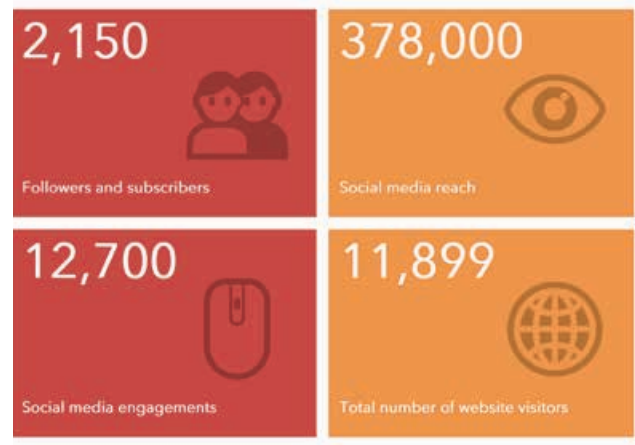 2,150
Followers and subscribers
378,000
Social media reach
12,700
Social media engagements
11,899
Total number of website visitors